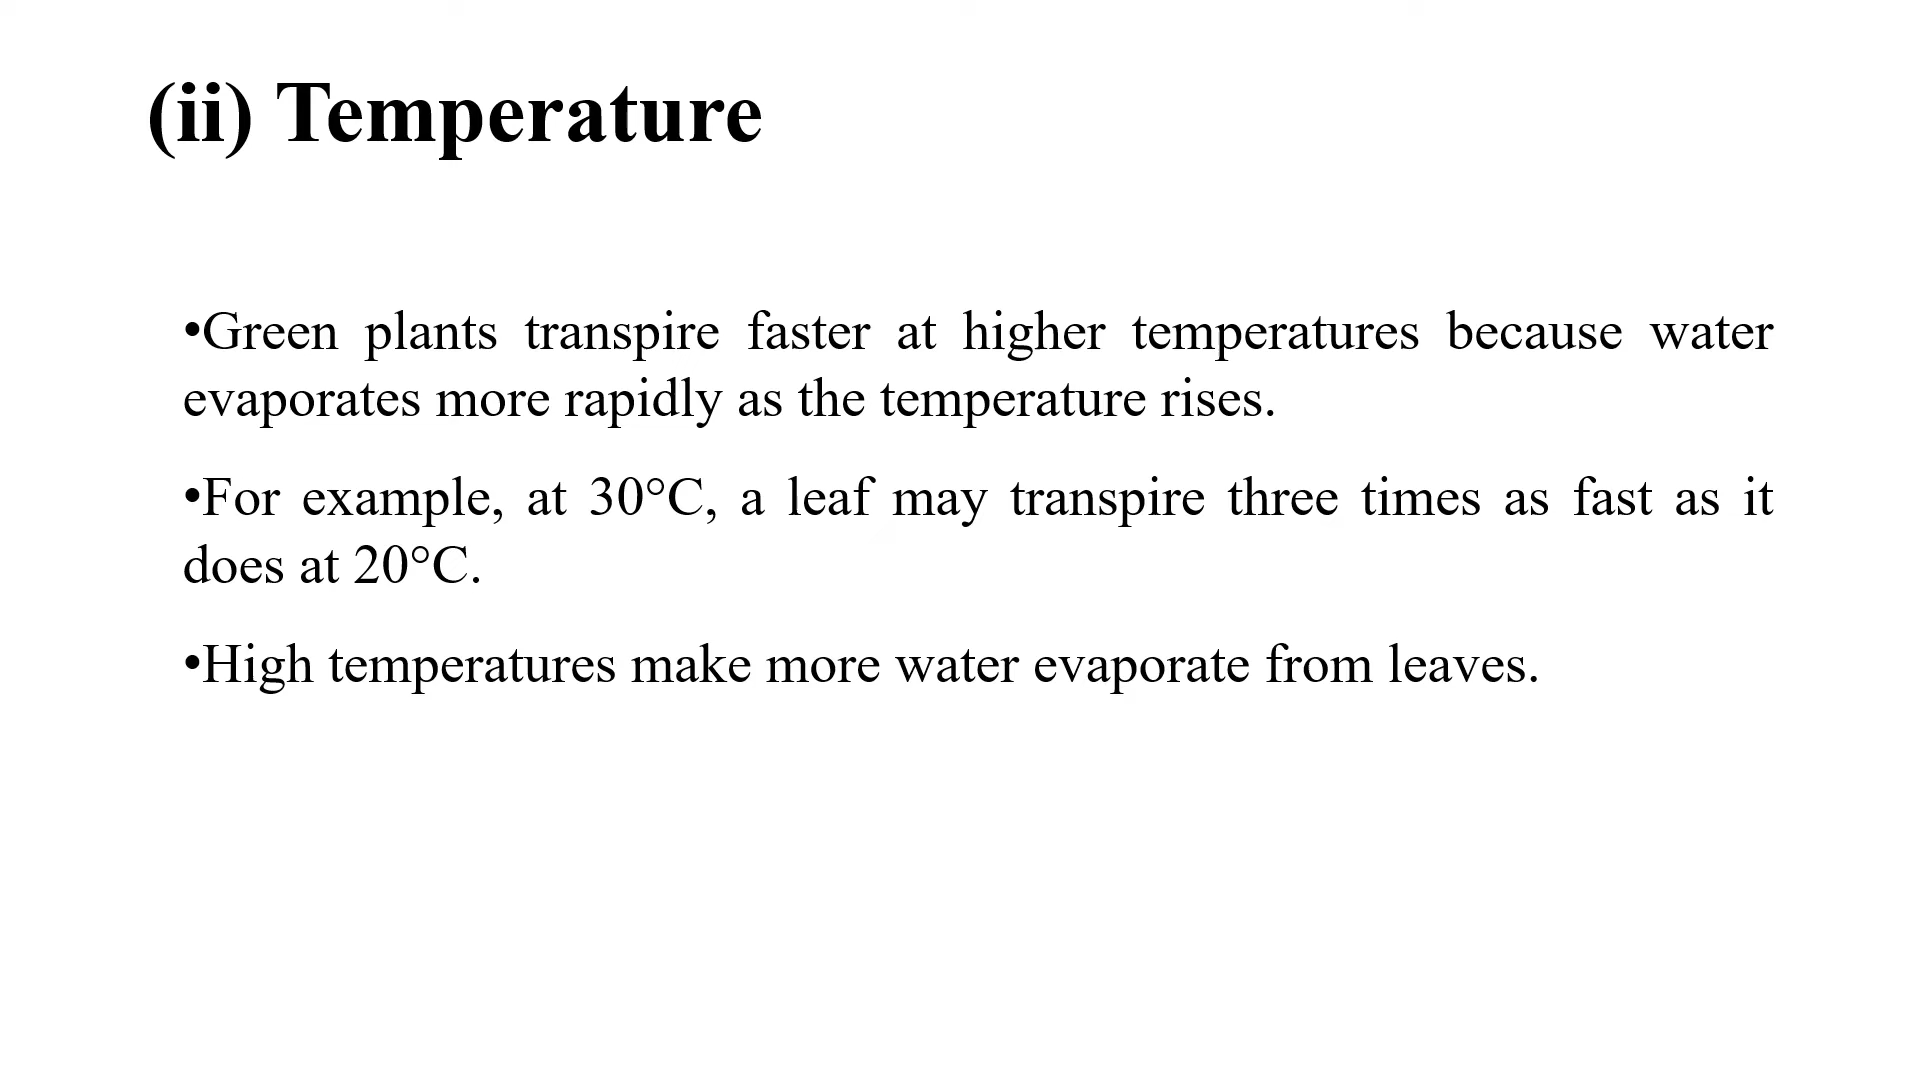 (ii) Temperature
•Green plants transpire faster at higher temperatures because water
evaporates more rapidly as the temperature rises.
•For example, at 30°C, a leaf may transpire three times as fast as it
does at 20°C.
•High temperatures make more water evaporate from leaves.